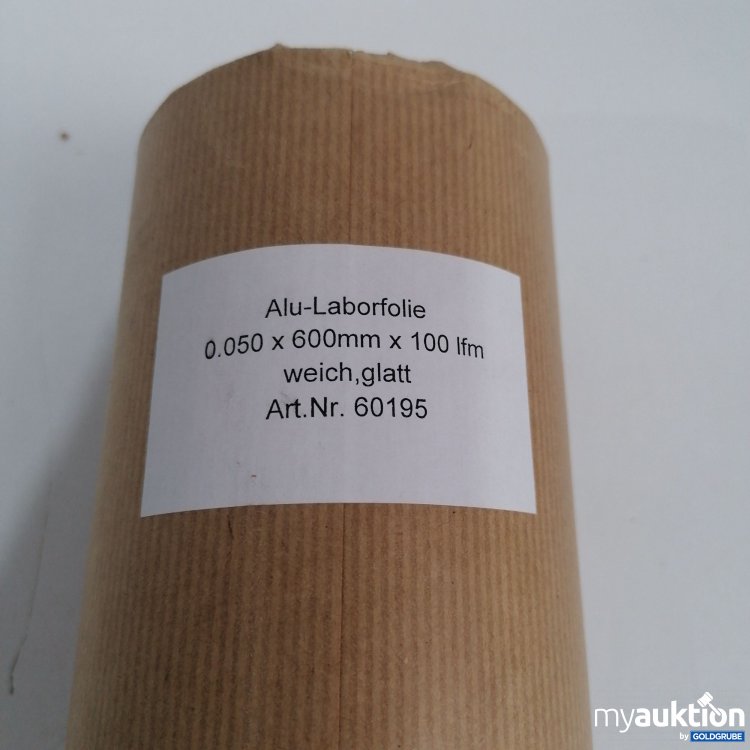 Alu-Laborfolie
0.050 x 600mm x 100 lfm
weich,glatt
Art.Nr. 60195
myauktion
by GOLDGRUBE